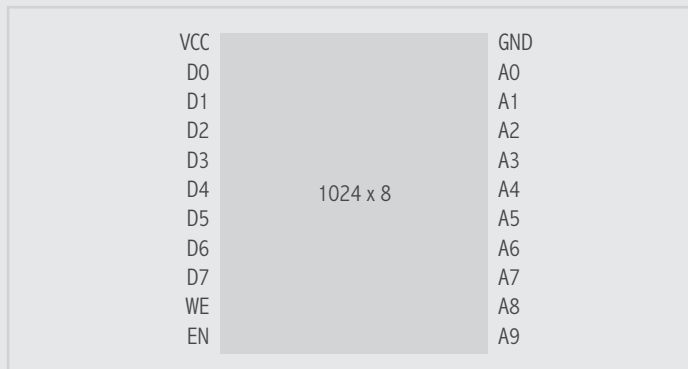 VCC GND
D0 A0
D1 A1
D2 A2
D3 A3
D4 1024 x 8 A4
D5 A5
D6 A6
D7 A7
WE A8
EN A9